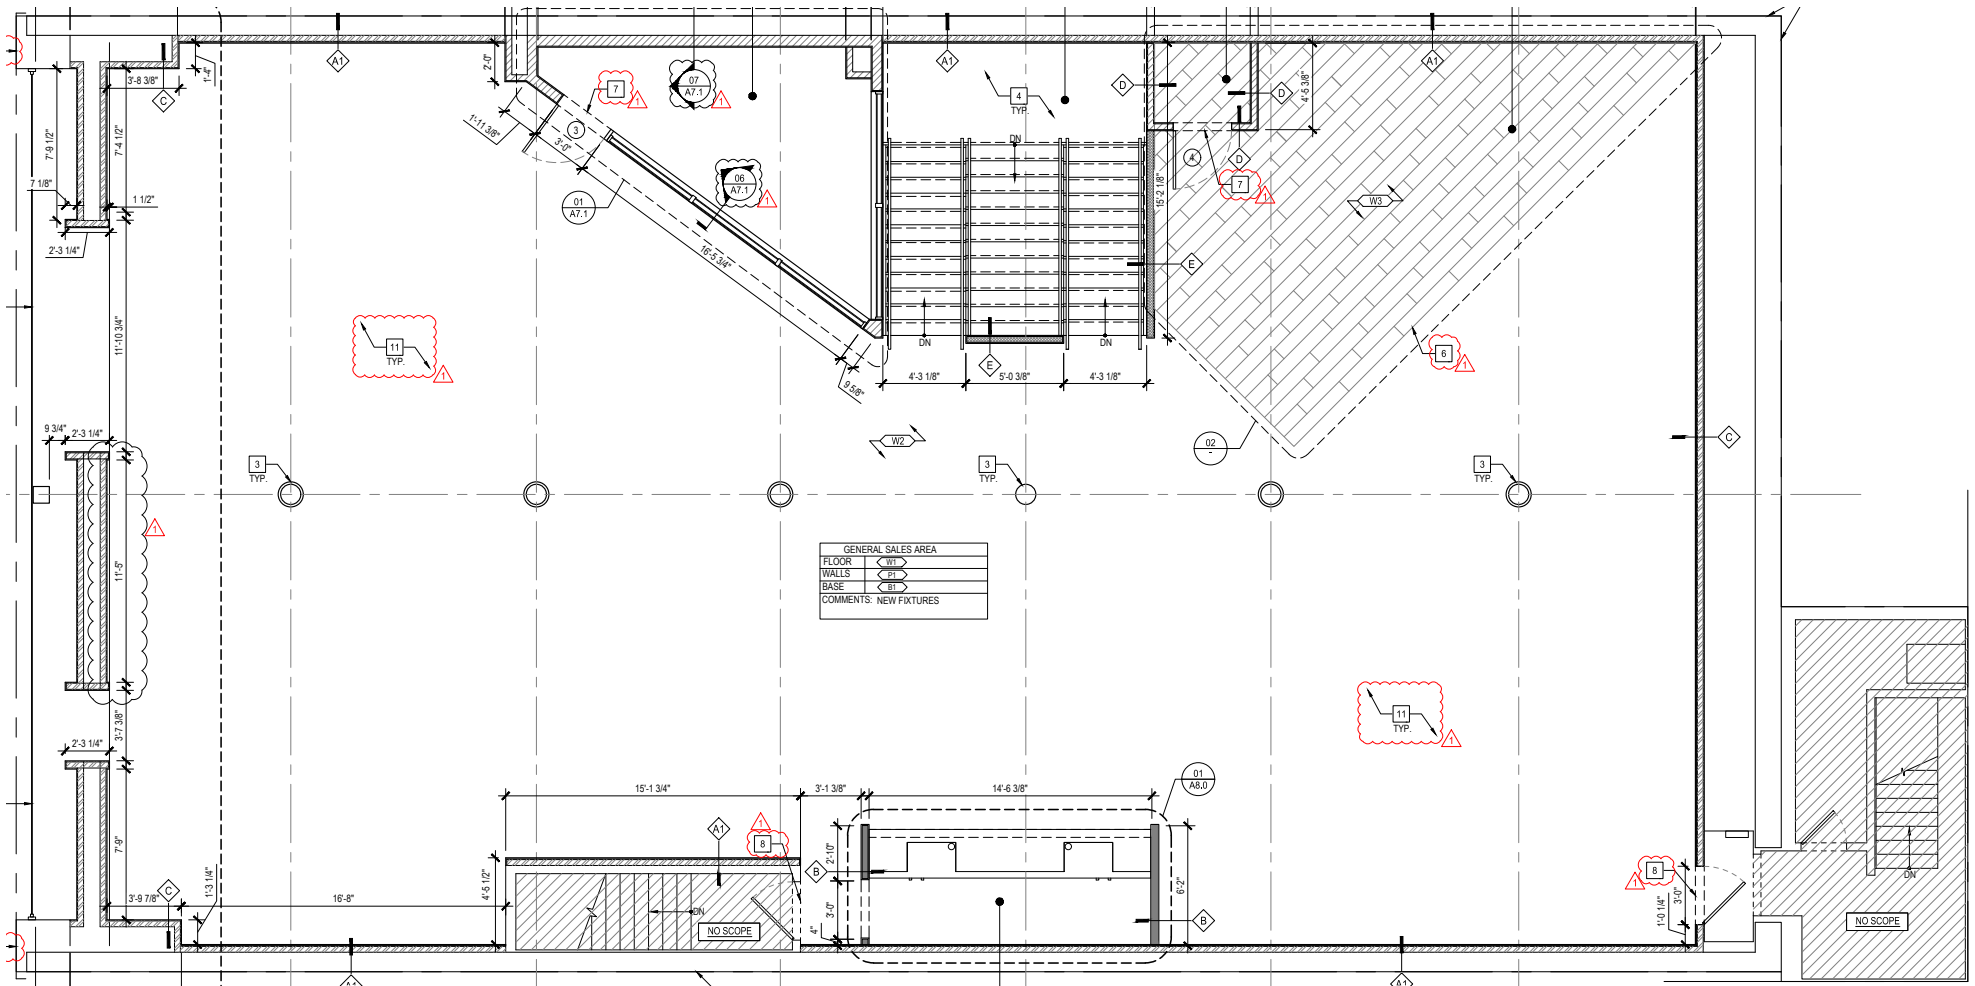 A1
A1
A1
2'-0"
1'-4"
3'-8 3/8"
C
7
1
07
A7.1
1
4
TYP.
D
D
D
4'-5 3/8"
7'-9 1/2"
7'-4 1/2"
1'-11 3/8"
3
3'-0"
DN
4
7
1
7 1/8"
1 1/2"
06
A7.1
1
01
A7.1
15'-2 1/8"
W3
2'-3 1/4"
16'-5 3/4"
E
11'-10 3/4"
11
TYP.
1
DN
DN
E
6
1
9 5/8"
4'-3 1/8"
5'-0 3/8"
4'-3 1/8"
9 3/4"
2'-3 1/4"
W2
02
-
C
3
TYP.
3
TYP.
3
TYP.
1
11'-5"
GENERAL SALES AREA
FLOOR W1
WALLS P1
BASE B1
COMMENTS: NEW FIXTURES
3'-7 3/8"
2'-3 1/4"
11
TYP.
1
01
A8.0
15'-1 3/4"
3'-1 3/8"
14'-6 3/8"
7'-9"
A1
1
8
2'-10"
B
6'-2"
4'-5 1/2"
1'-3 1/4"
C
3'-9 7/8"
16'-8"
DN
NO SCOPE
3'-0"
4"
B
8
1
3'-0"
1'-0 1/4"
DN
NO SCOPE
A1
A1